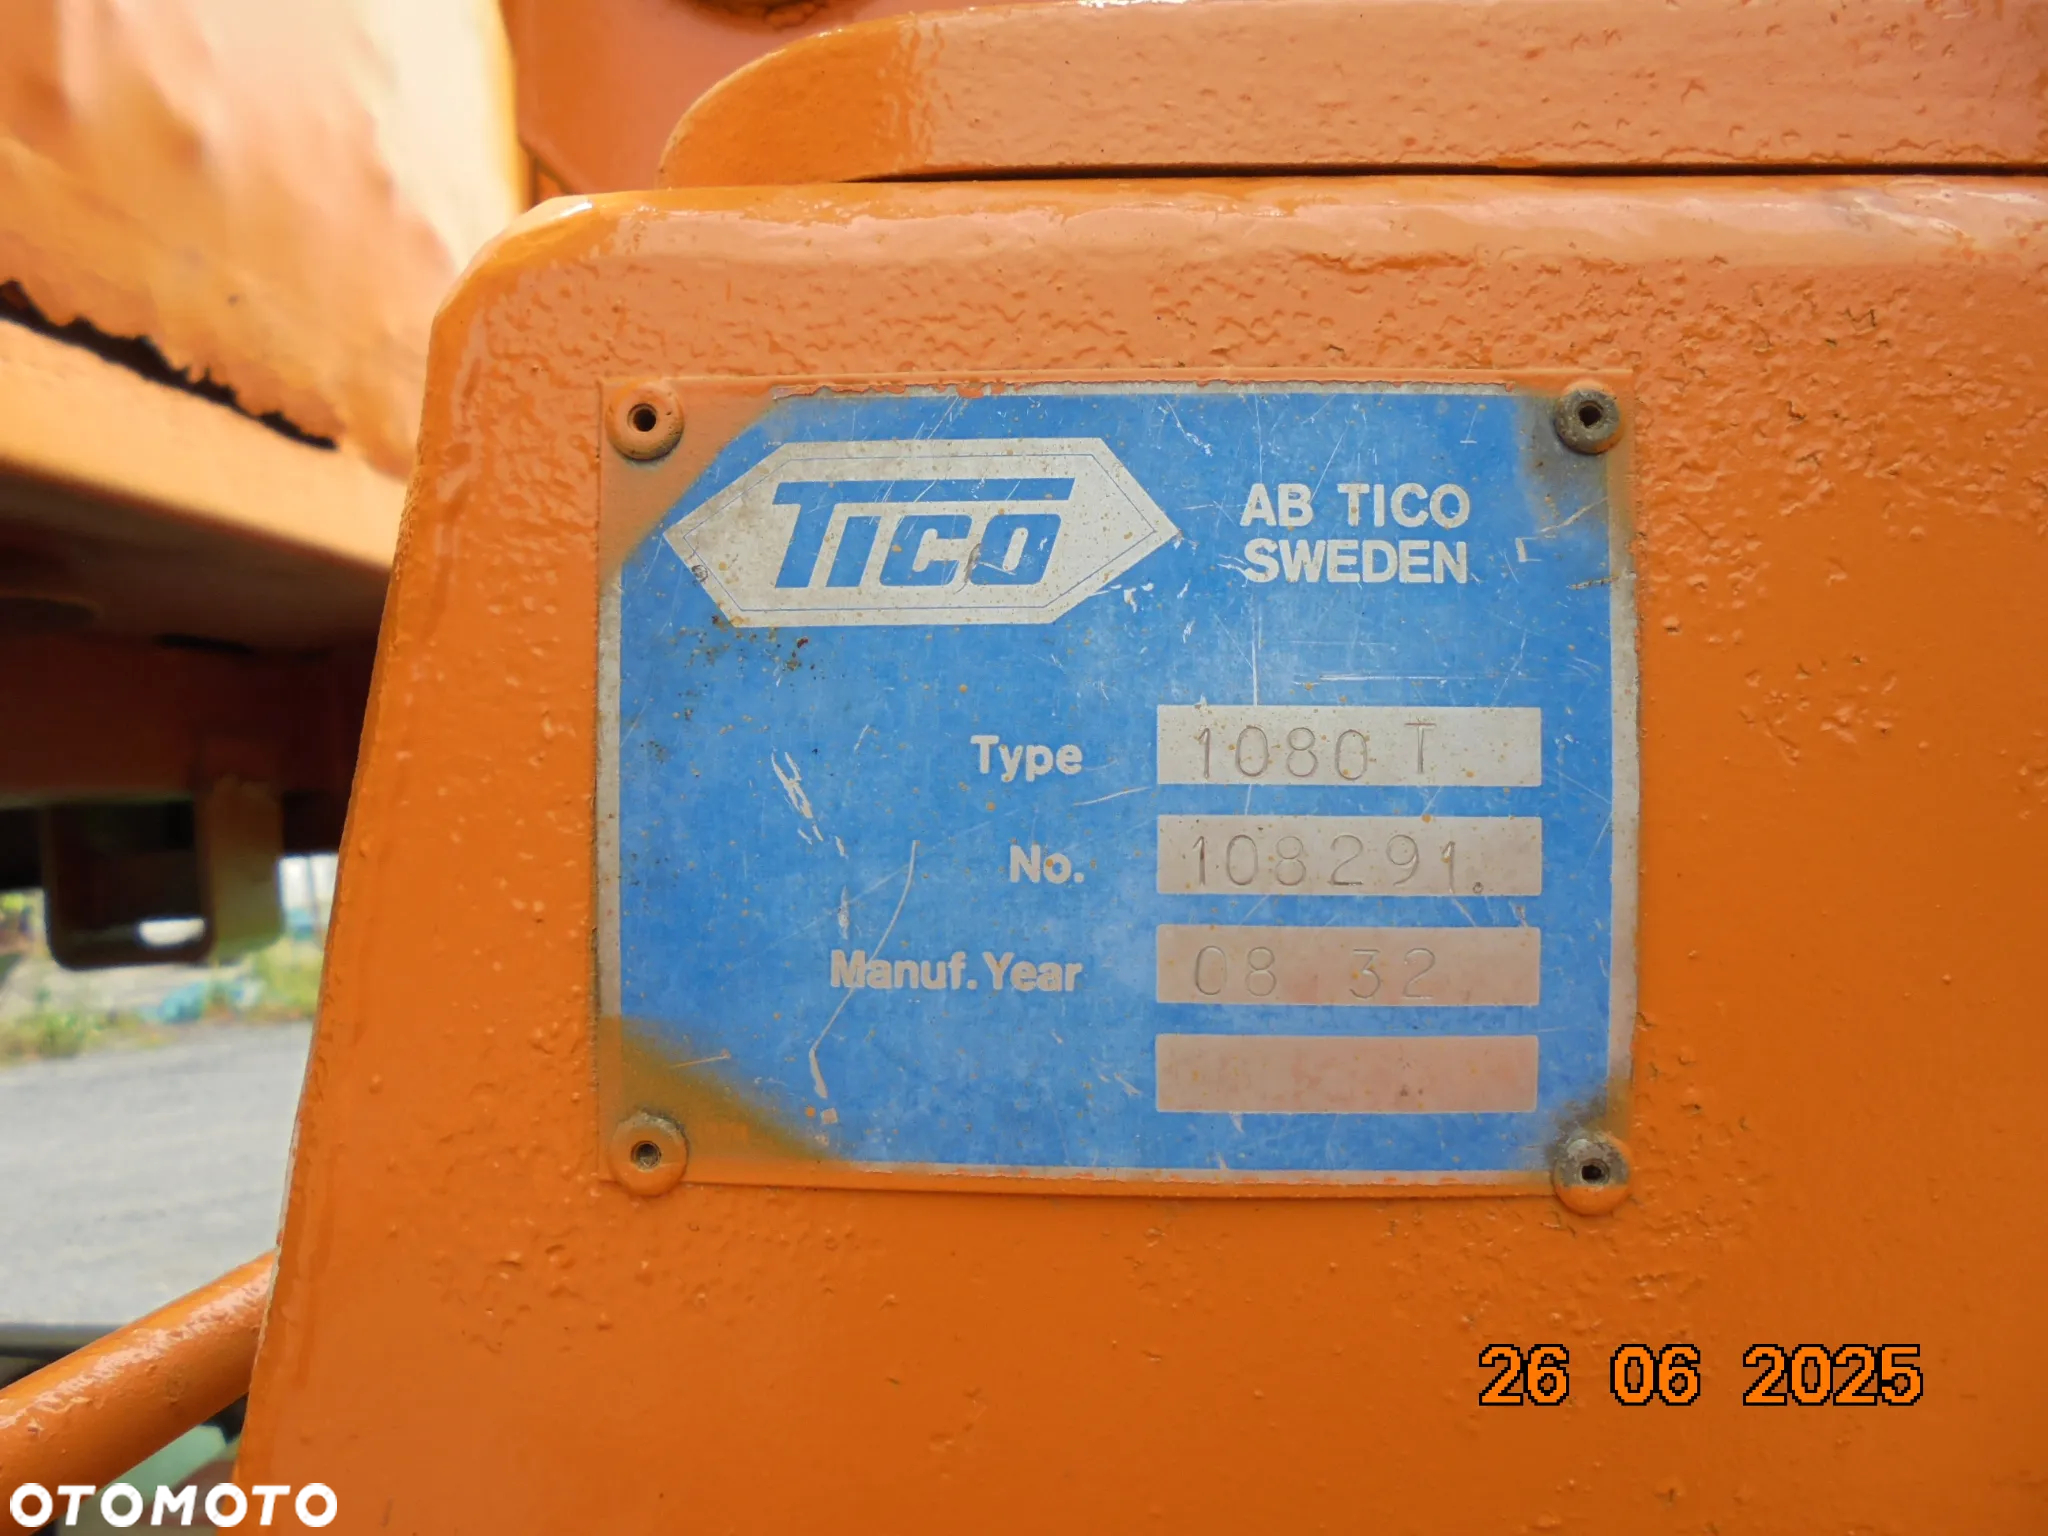 TICO
AB TICO
SWEDEN
Type 1080 T
No. 108291.
Manuf. Year 08 32
26 06 2025
OTOMOTO